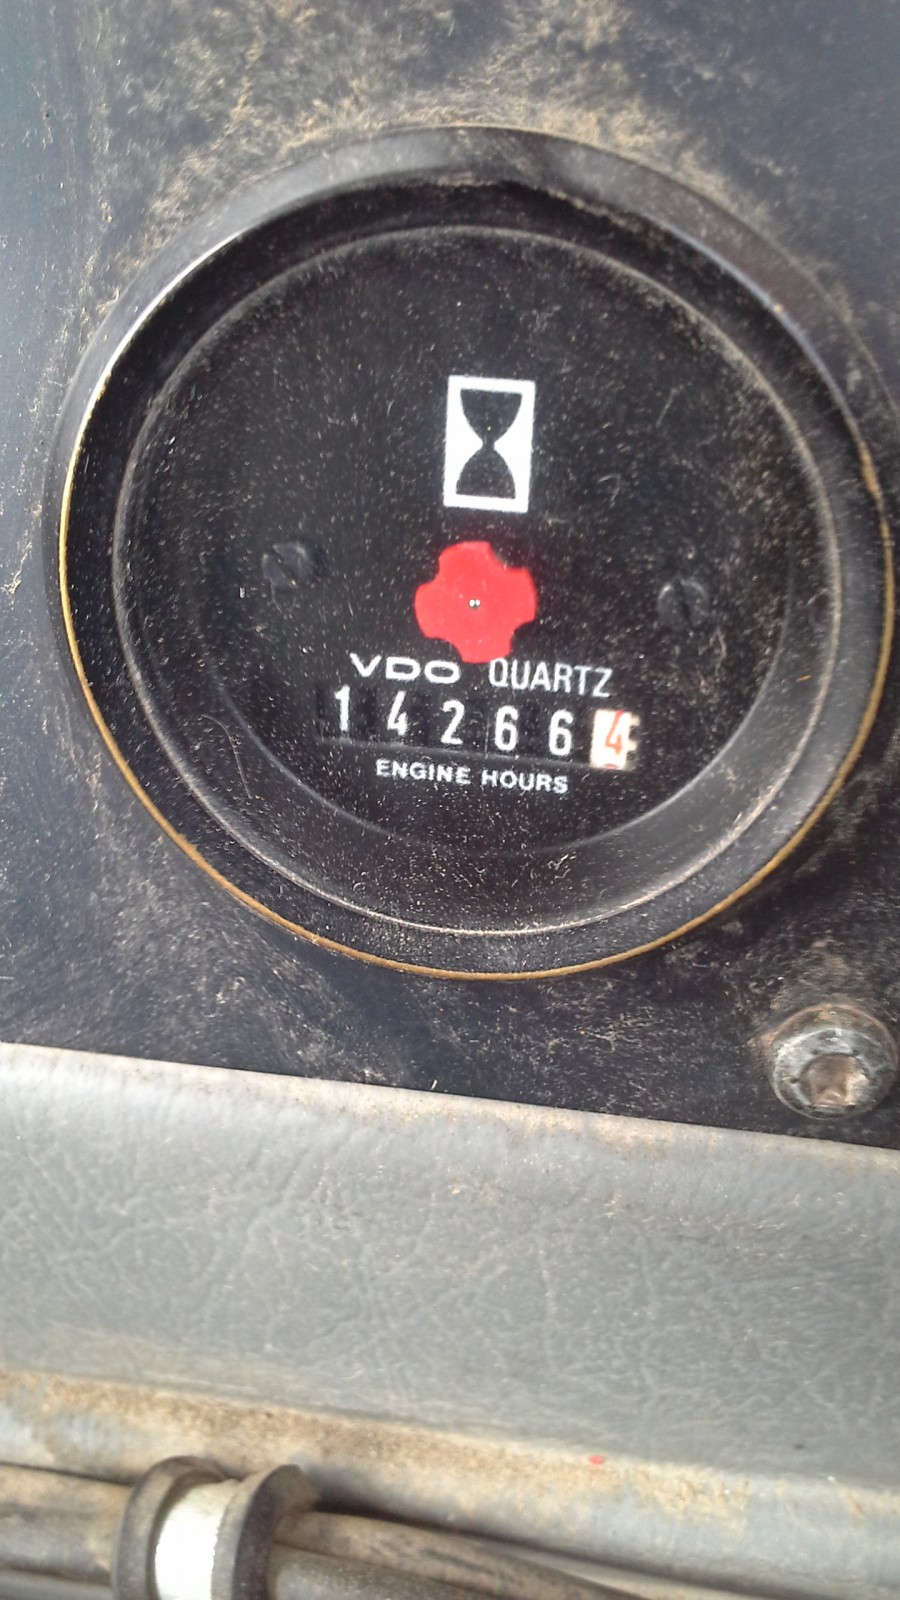 VDO QUARTZ
142664
ENGINE HOURS